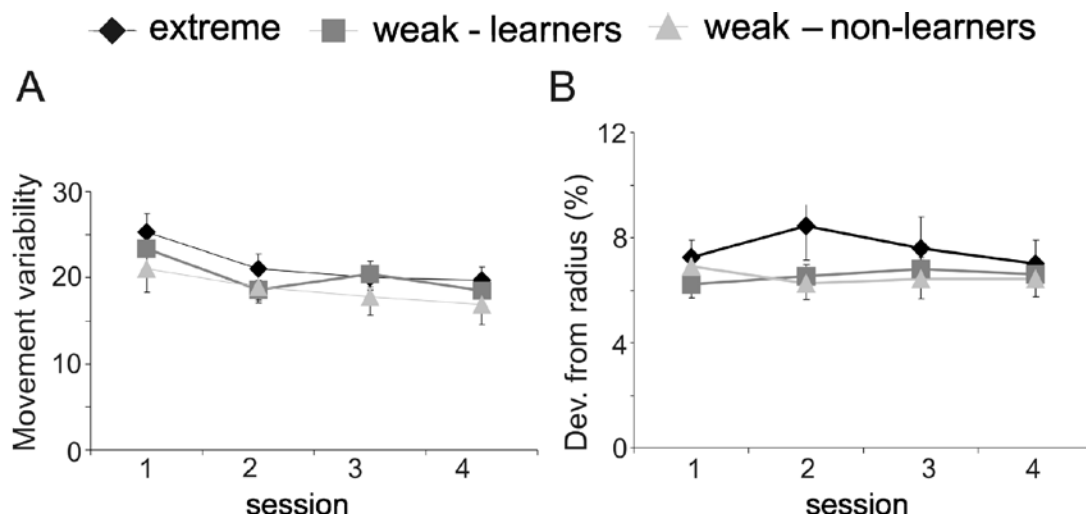 extreme weak - learners weak – non-learners
A
B
Movement variability
30
20
10
0
1 2 3 4
session
Dev. from radius (%)
12
8
4
0
1 2 3 4
session